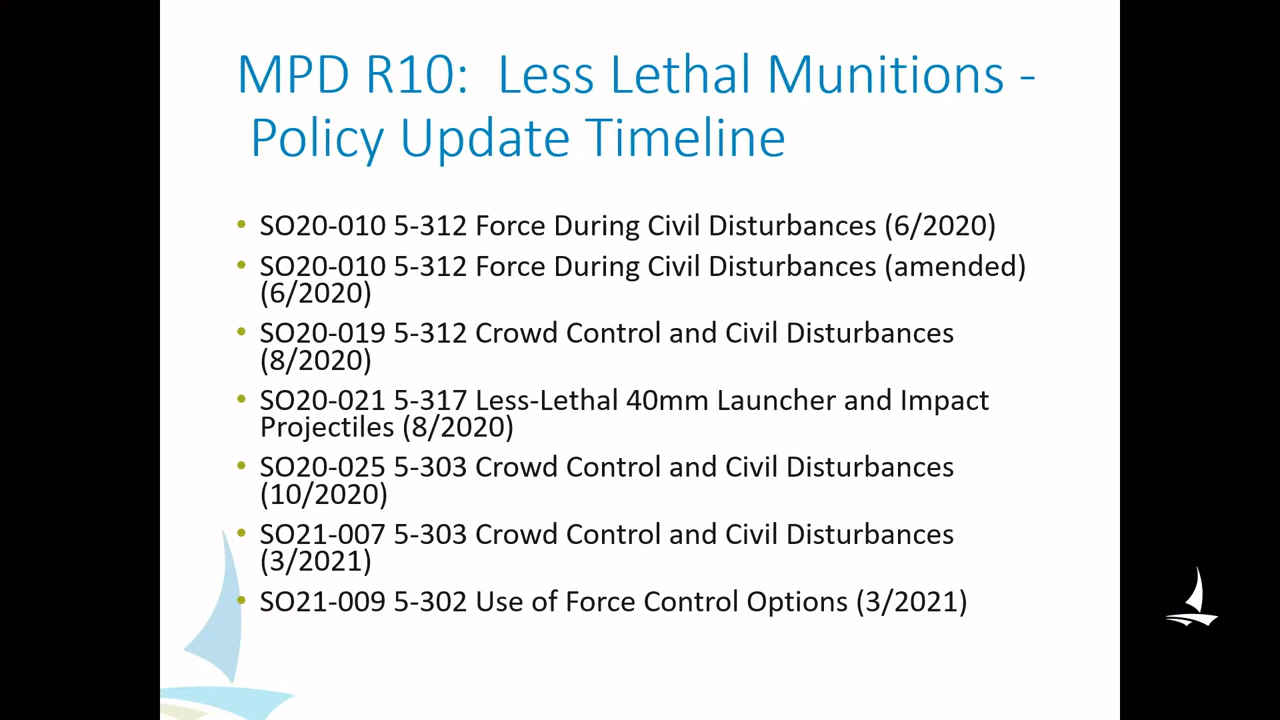 MPD R10:  Less Lethal Munitions -
Policy Update Timeline
• SO20-010 5-312 Force During Civil Disturbances (6/2020)
• SO20-010 5-312 Force During Civil Disturbances (amended)
(6/2020)
• SO20-019 5-312 Crowd Control and Civil Disturbances
(8/2020)
• SO20-021 5-317 Less-Lethal 40mm Launcher and Impact
Projectiles (8/2020)
• SO20-025 5-303 Crowd Control and Civil Disturbances
(10/2020)
• SO21-007 5-303 Crowd Control and Civil Disturbances
(3/2021)
• SO21-009 5-302 Use of Force Control Options (3/2021)